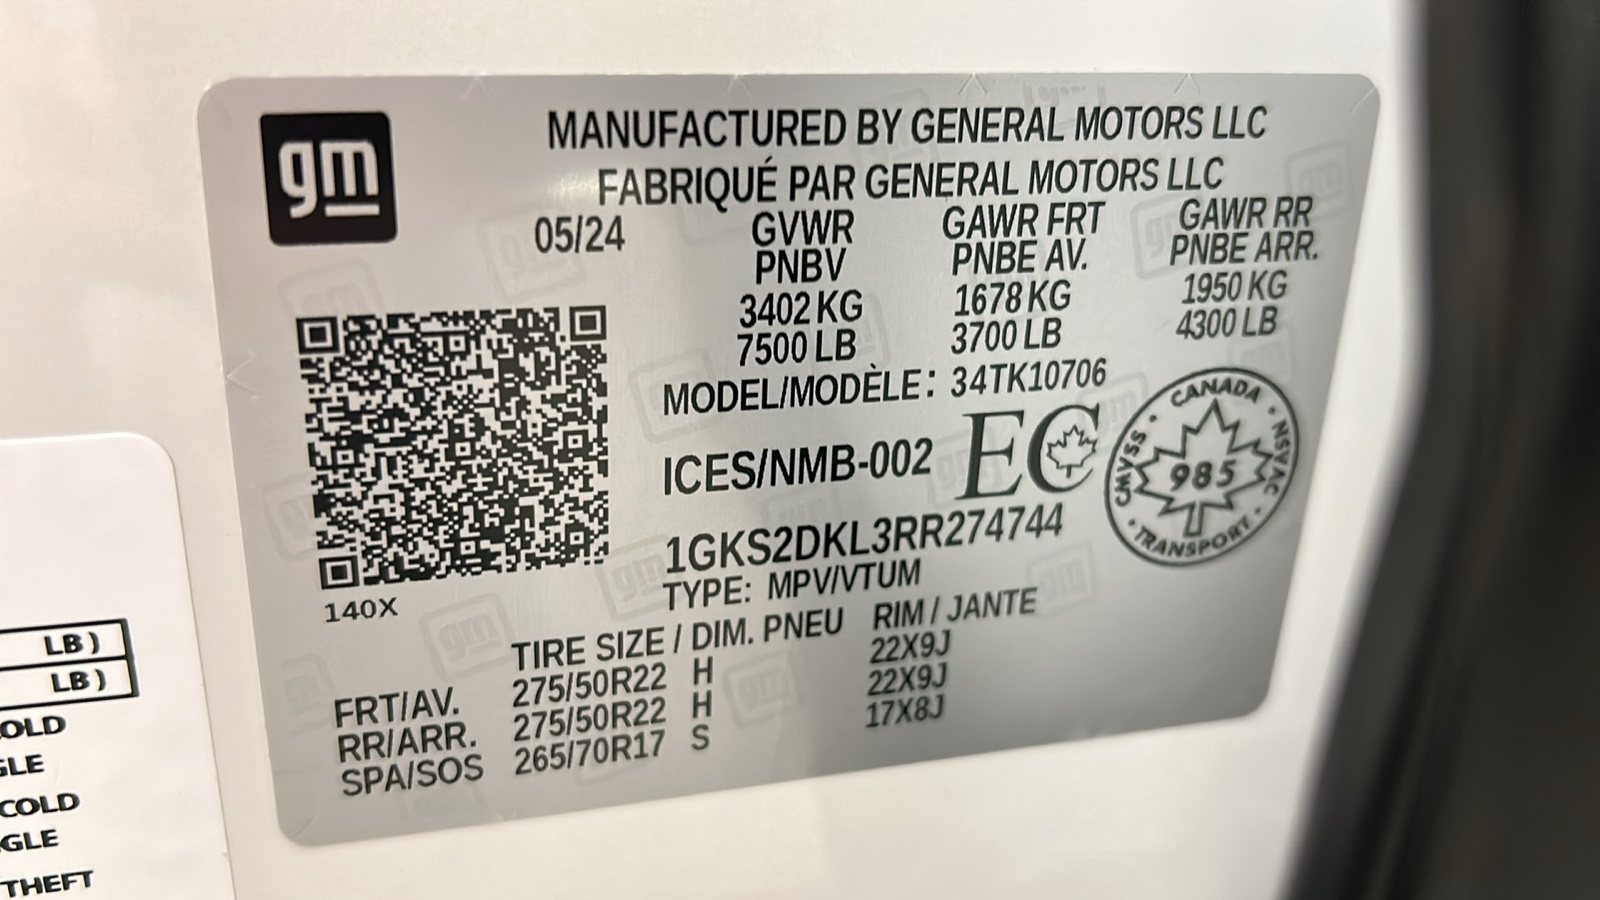 gm
MANUFACTURED BY GENERAL MOTORS LLC
FABRIQUÉ PAR GENERAL MOTORS LLC
05/24 GVWR GAWR FRT GAWR RR
PNBV PNBE AV. PNBE ARR.
3402 KG 1678 KG 1950 KG
7500 LB 3700 LB 4300 LB
MODEL/MODÈLE: 34TK10706
ICES/NMB-002 EC
CANADA · NSVAC · TRANSPORT · CMVSS ·
985
1GKS2DKL3RR274744
TYPE: MPV/VTUM
140X
TIRE SIZE / DIM. PNEU RIM / JANTE
FRT/AV. 275/50R22 H 22X9J
RR/ARR. 275/50R22 H 22X9J
SPA/SOS 265/70R17 S 17X8J
LB)
LB)
OLD
GLE
COLD
GLE
THEFT